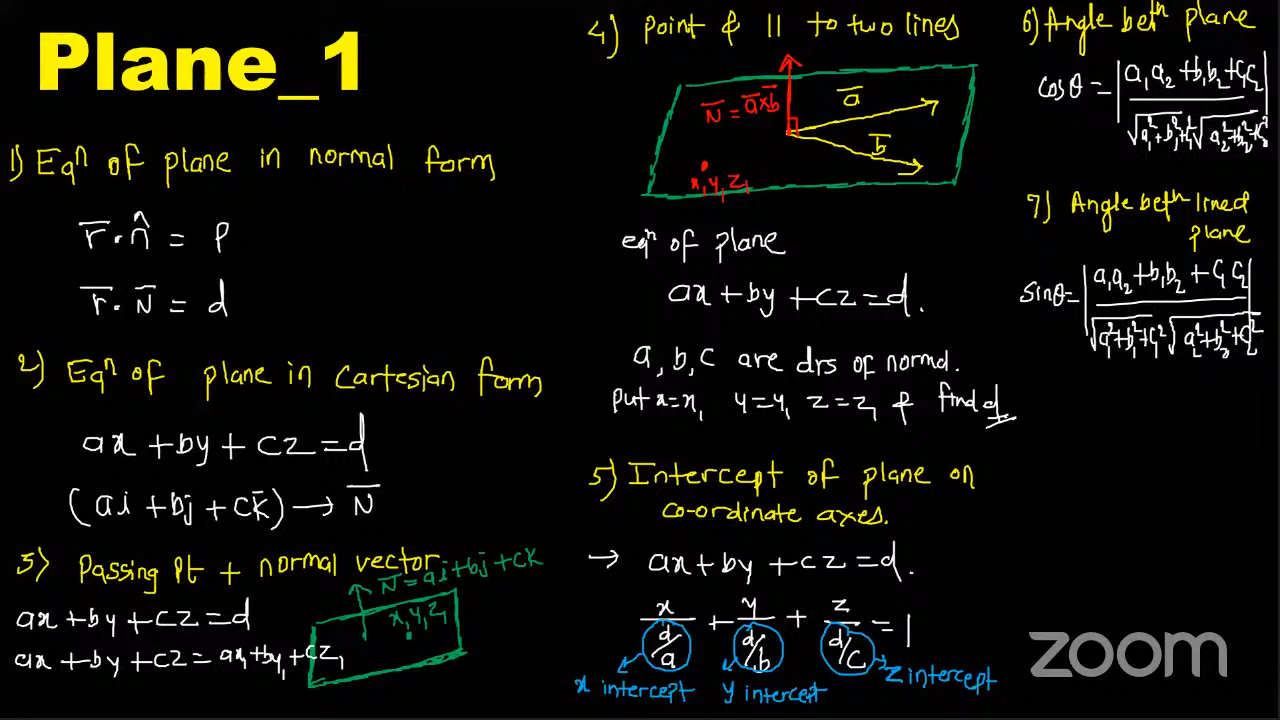 Plane_1
1) Eqⁿ of plane in normal form
r̄·n̂ = p
r̄·N̄ = d
2) Eqⁿ of plane in Cartesian form
ax + by + cz = d
(ai + bj + ck̄) → N̄
3) Passing Pt + normal vector
N̄ = ai + bj + ck
x₁ y₁ z₁
ax + by + cz = d
ax + by + cz = ax₁ + by₁ + cz₁
4) Point & || to two lines
N̄ = ā×b̄
ā
b̄
x₁ y₁ z₁
eqⁿ of plane
ax + by + cz = d.
a, b, c are drs of normal.
put x = x₁ y = y₁ z = z₁ & find d
5) Intercept of plane on
co-ordinate axes.
→ ax + by + cz = d.
x/(d/a) + y/(d/b) + z/(d/c) = 1
x intercept y intercept z intercept
6) Angle betⁿ plane
cosθ = |(a₁a₂ + b₁b₂ + c₁c₂)/(√(a₁² + b₁² + c₁²) √(a₂² + b₂² + c₂²))|
7) Angle betⁿ line d
plane
sinθ = |(a₁a₂ + b₁b₂ + c₁c₂)/(√(a₁² + b₁² + c₁²) √(a₂² + b₂² + c₂²))|
zoom